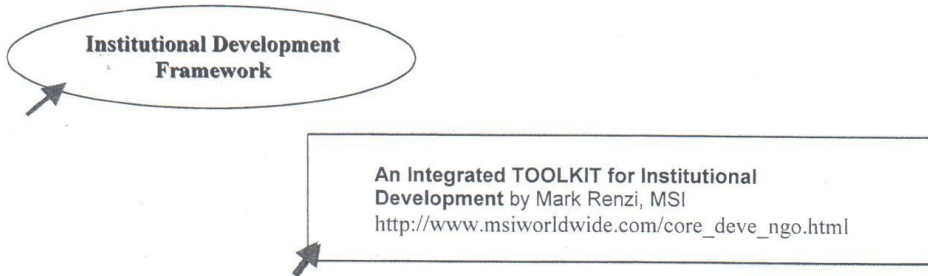 Institutional Development
Framework
An Integrated TOOLKIT for Institutional
Development by Mark Renzi, MSI
http://www.msiworldwide.com/core_deve_ngo.html